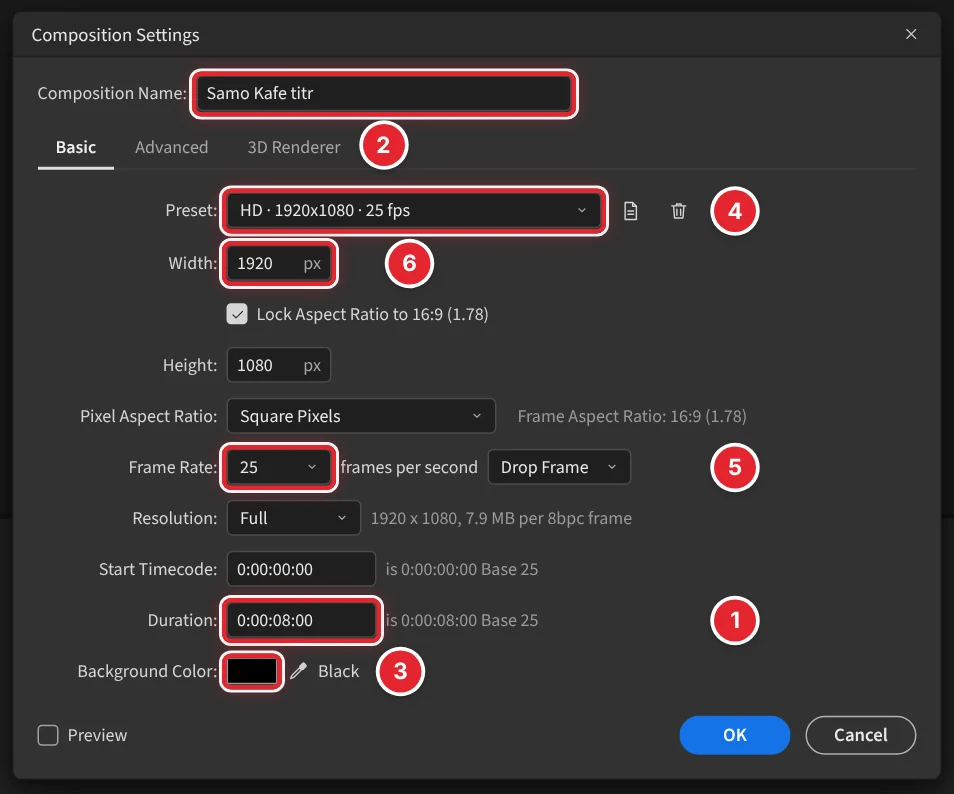 Composition Settings
Composition Name: Samo Kafe titr
Basic Advanced 3D Renderer 2
Preset: HD · 1920x1080 · 25 fps 4
Width: 1920 px 6
Lock Aspect Ratio to 16:9 (1.78)
Height: 1080 px
Pixel Aspect Ratio: Square Pixels Frame Aspect Ratio: 16:9 (1.78)
Frame Rate: 25 frames per second Drop Frame 5
Resolution: Full 1920 x 1080, 7.9 MB per 8bpc frame
Start Timecode: 0:00:00:00 is 0:00:00:00 Base 25
Duration: 0:00:08:00 is 0:00:08:00 Base 25 1
Background Color: Black 3
Preview OK Cancel